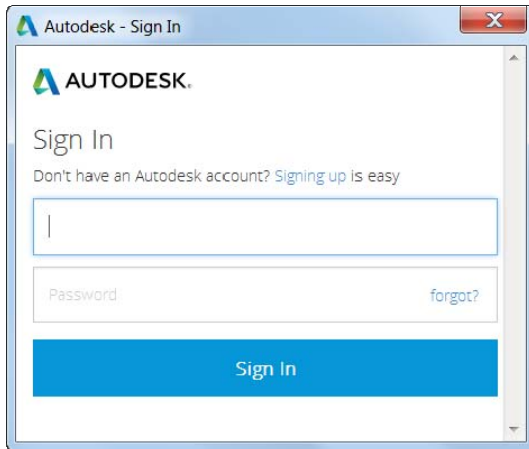 Autodesk - Sign In
AUTODESK.
Sign In
Don't have an Autodesk account? Signing up is easy
Password forgot?
Sign In